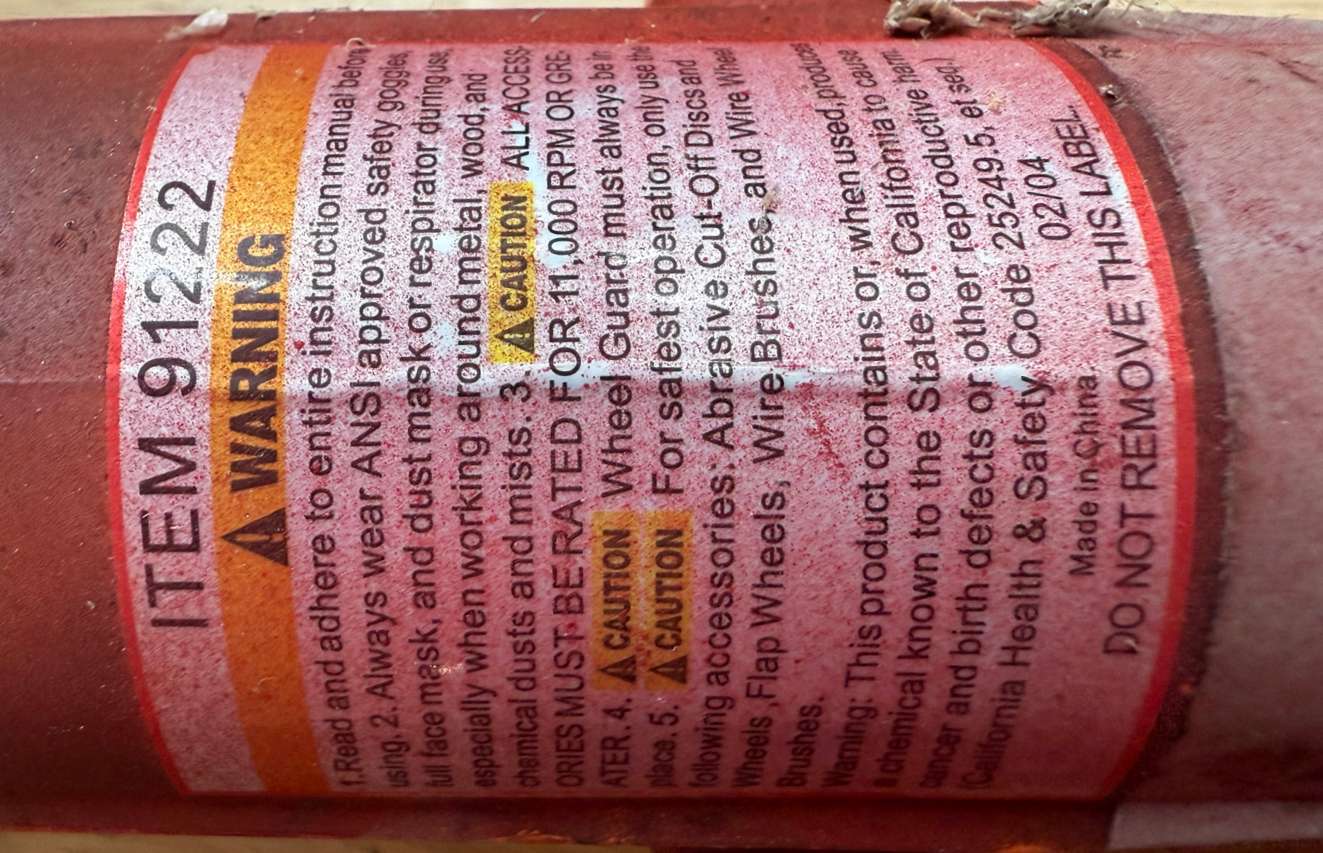 ITEM 91222
WARNING
1. Read and adhere to entire instruction manual before
using. 2. Always wear ANSI approved safety goggles,
full face mask, and dust mask or respirator during use,
especially when working around metal, wood, and
chemical dusts and mists. 3. CAUTION ALL ACCESS-
ORIES MUST BE RATED FOR 11,000 RPM OR GRE-
ATER. 4. CAUTION Wheel Guard must always be in
place. 5. CAUTION For safest operation, only use the
following accessories: Abraisive Cut-Off Discs and
Wheels ,Flap Wheels, Wire Brushes, and Wire Wheel
Brushes.
Warning: This product contains or, when used, produces
a chemical known to the State of California to cause
cancer and birth defects or other reproductive harm.
(California Health & Safety Code 25249.5, et seq.)
Made in China 02/04
DO NOT REMOVE THIS LABEL.